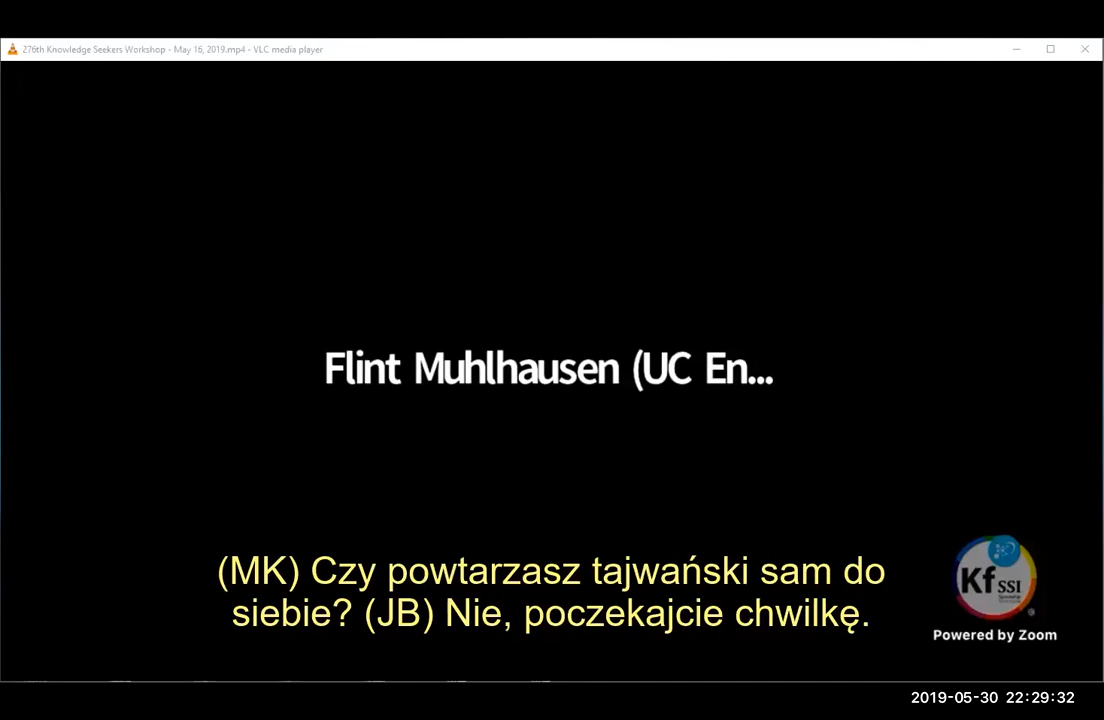 276th Knowledge Seekers Workshop - May 16, 2019.mp4 - VLC media player
Flint Muhlhausen (UC En...
(MK) Czy powtarzasz tajwański sam do
siebie? (JB) Nie, poczekajcie chwilkę.
Kf SSI
Powered by Zoom
2019-05-30 22:29:32